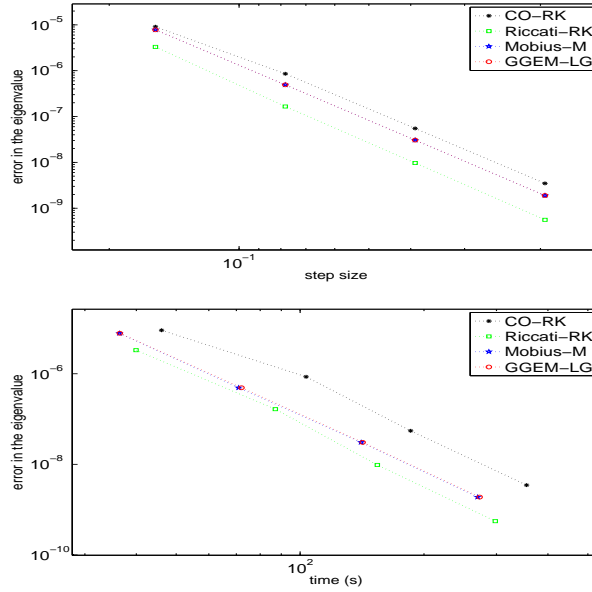 10−5
10−6
10−7
10−8
10−9
error in the eigenvalue
CO−RK
Riccati−RK
Mobius−M
GGEM−LG
10−1
step size
10−6
10−8
10−10
error in the eigenvalue
CO−RK
Riccati−RK
Mobius−M
GGEM−LG
102
time (s)